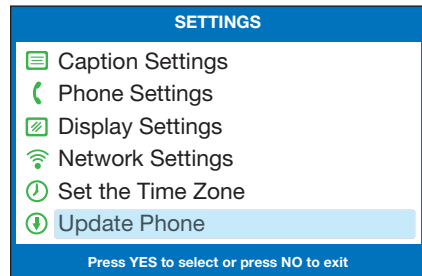 SETTINGS
Caption Settings
Phone Settings
Display Settings
Network Settings
Set the Time Zone
Update Phone
Press YES to select or press NO to exit